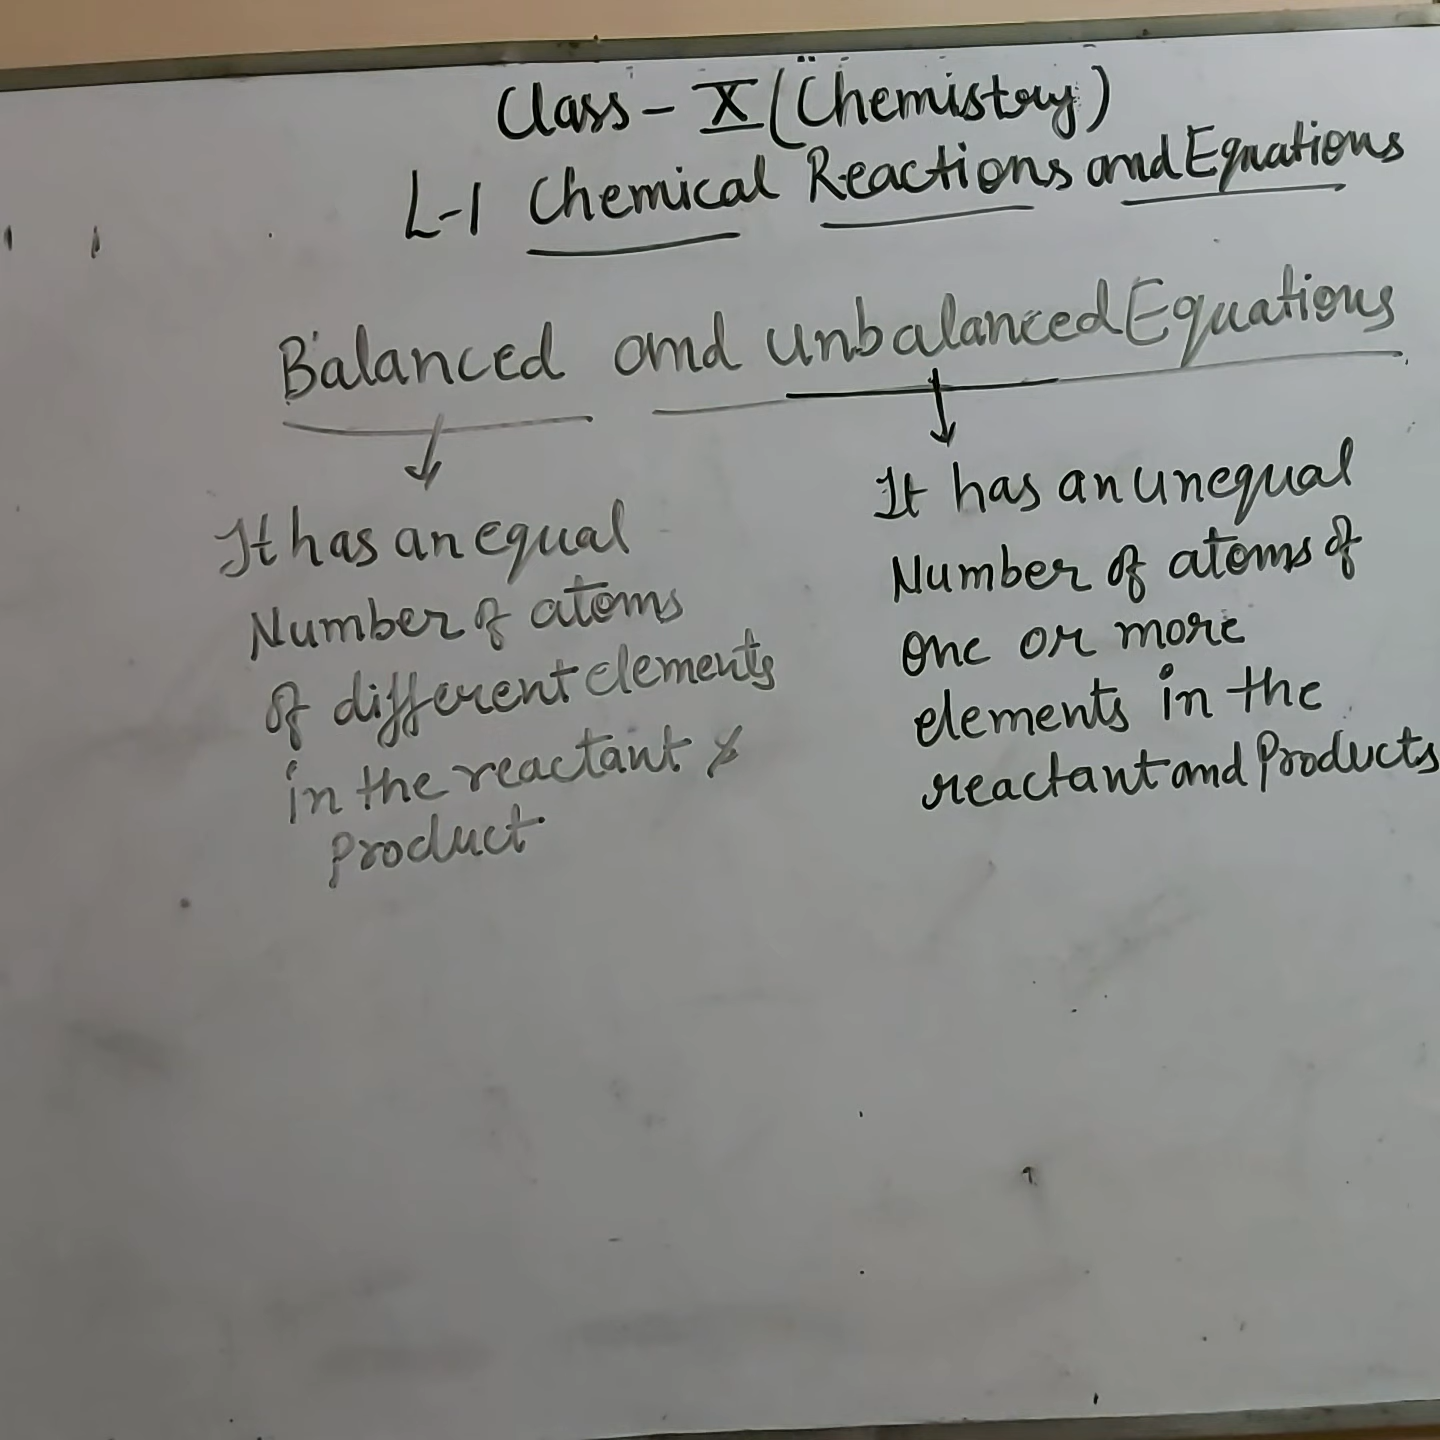 Class - X (Chemistry)
L-1 Chemical Reactions and Equations
Balanced and unbalanced Equations
It has an equal
Number of atoms
of different elements
in the reactant &
Product.
It has an unequal
Number of atoms of
one or more
elements in the
reactant and Products